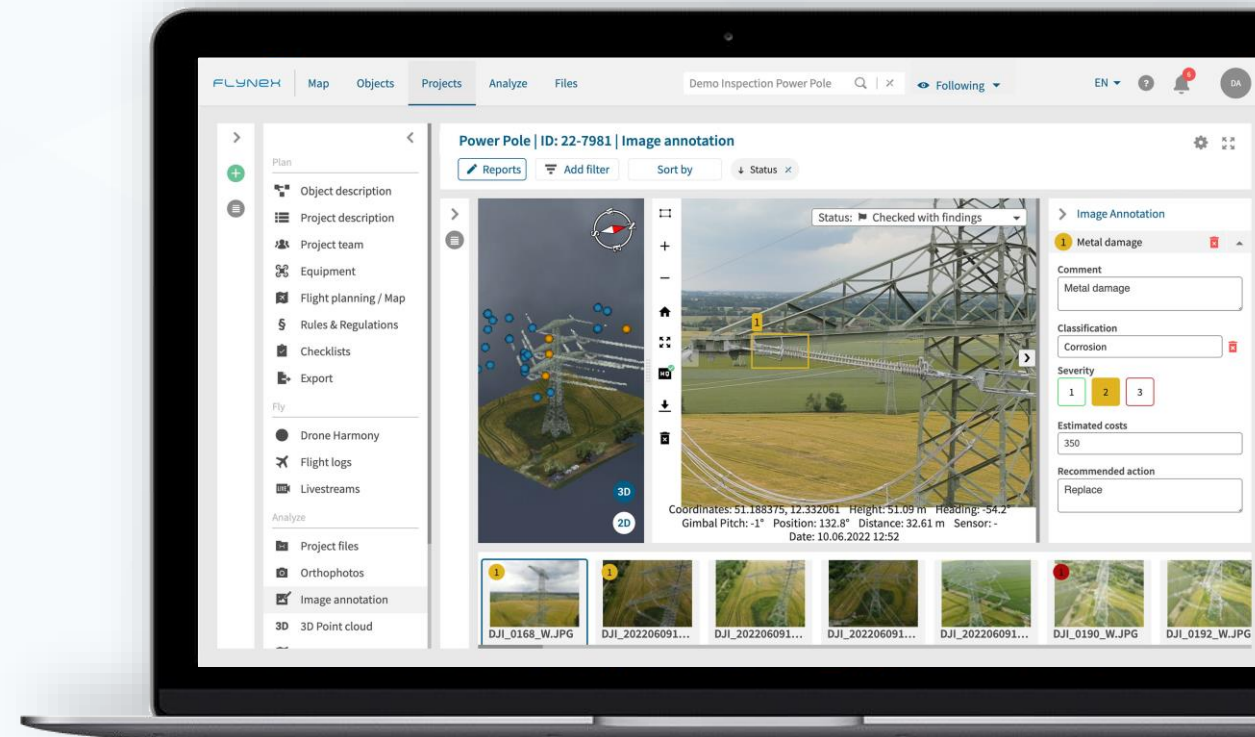 FLYNEX
Map
Objects
Projects
Analyze
Files
Demo Inspection Power Pole
Following
EN
?
6
DA
Power Pole | ID: 22-7981 | Image annotation
Reports
Add filter
Sort by
↓ Status ×
Plan
Object description
Project description
Project team
Equipment
Flight planning / Map
§ Rules & Regulations
Checklists
Export
Fly
Drone Harmony
Flight logs
LIVE Livestreams
Analyze
Project files
Orthophotos
Image annotation
3D 3D Point cloud
3D
2D
HQ
Status: Checked with findings
1
Coordinates: 51.188375, 12.332061 Height: 51.09 m Heading: -54.2°
Gimbal Pitch: -1° Position: 132.8° Distance: 32.61 m Sensor: -
Date: 10.06.2022 12:52
Image Annotation
1 Metal damage
Comment
Metal damage
Classification
Corrosion
Severity
1 2 3
Estimated costs
350
Recommended action
Replace
1
DJI_0168_W.JPG
1
DJI_202206091...
DJI_202206091...
DJI_202206091...
DJI_202206091...
1
DJI_0190_W.JPG
DJI_0192_W.JPG